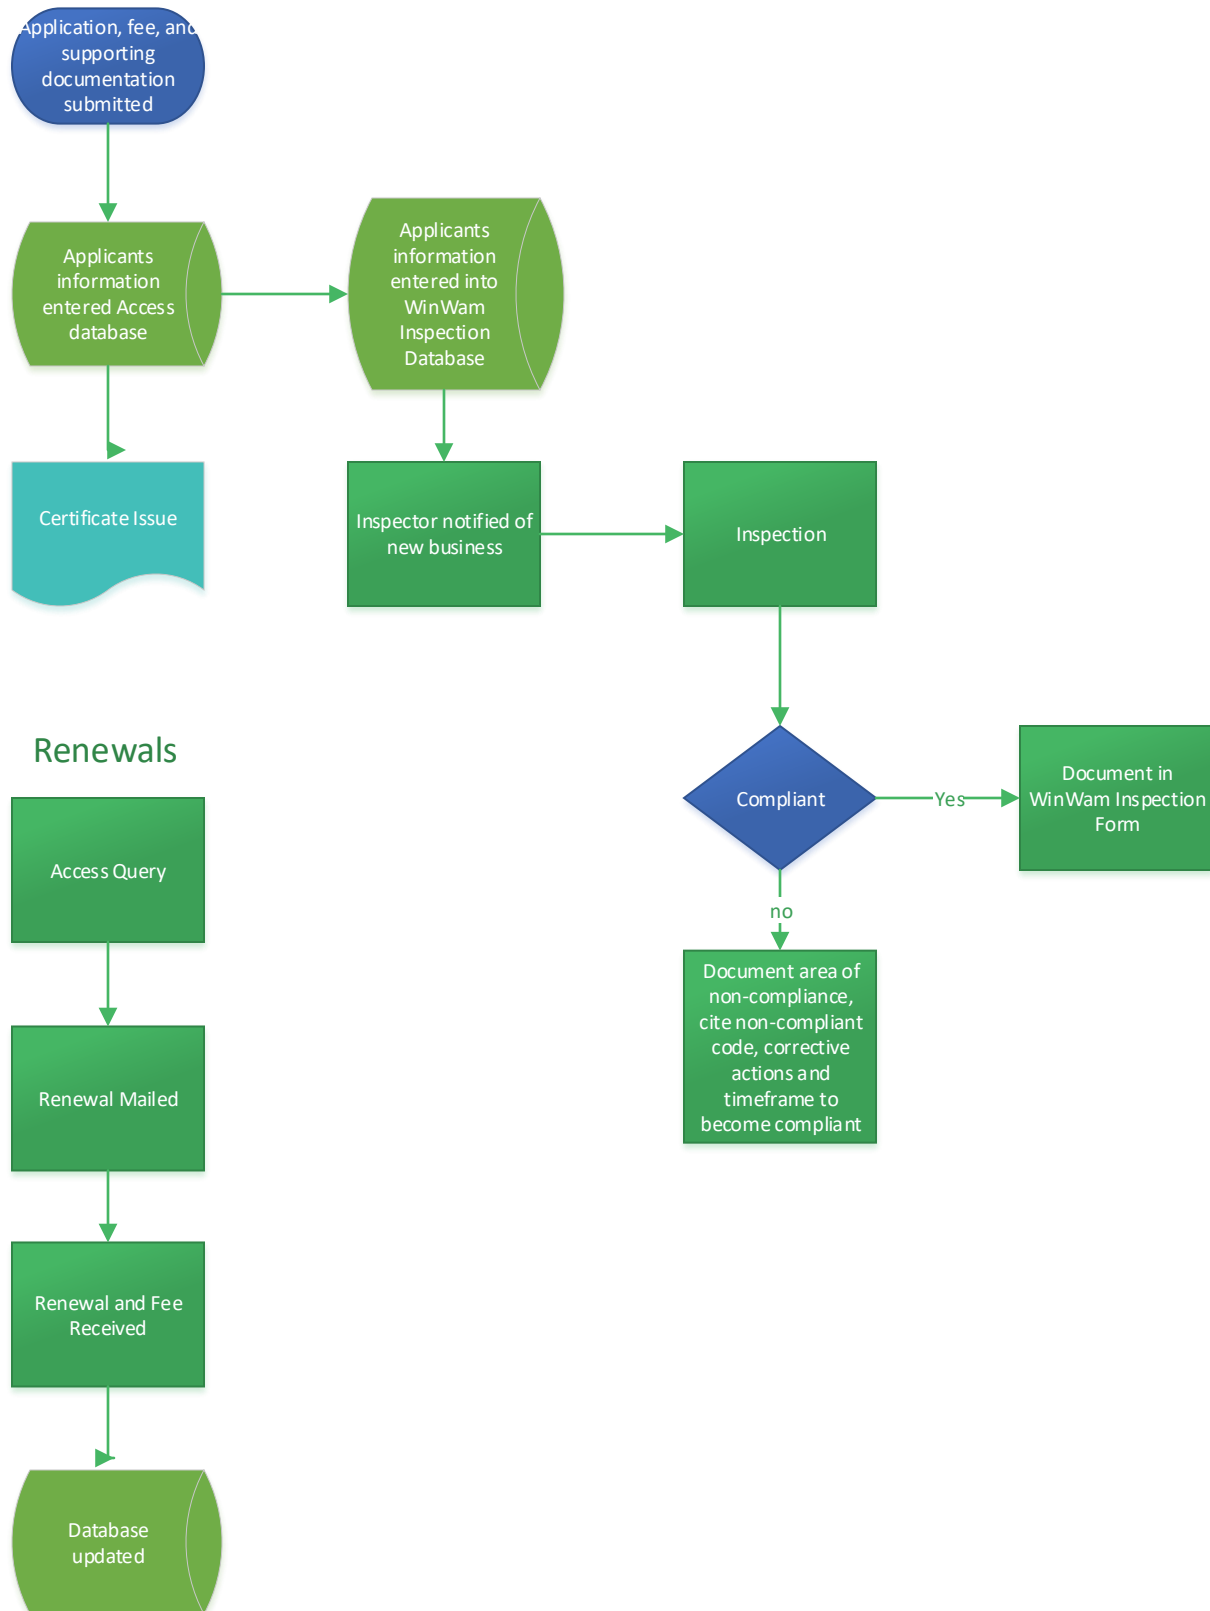 Application, fee, and
supporting
documentation
submitted
Applicants
information
entered Access
database
Applicants
information
entered into
WinWam
Inspection
Database
Certificate Issue
Inspector notified of
new business
Inspection
Compliant
Yes
Document in
WinWam Inspection
Form
no
Document area of
non-compliance,
cite non-compliant
code, corrective
actions and
timeframe to
become compliant
Renewals
Access Query
Renewal Mailed
Renewal and Fee
Received
Database
updated